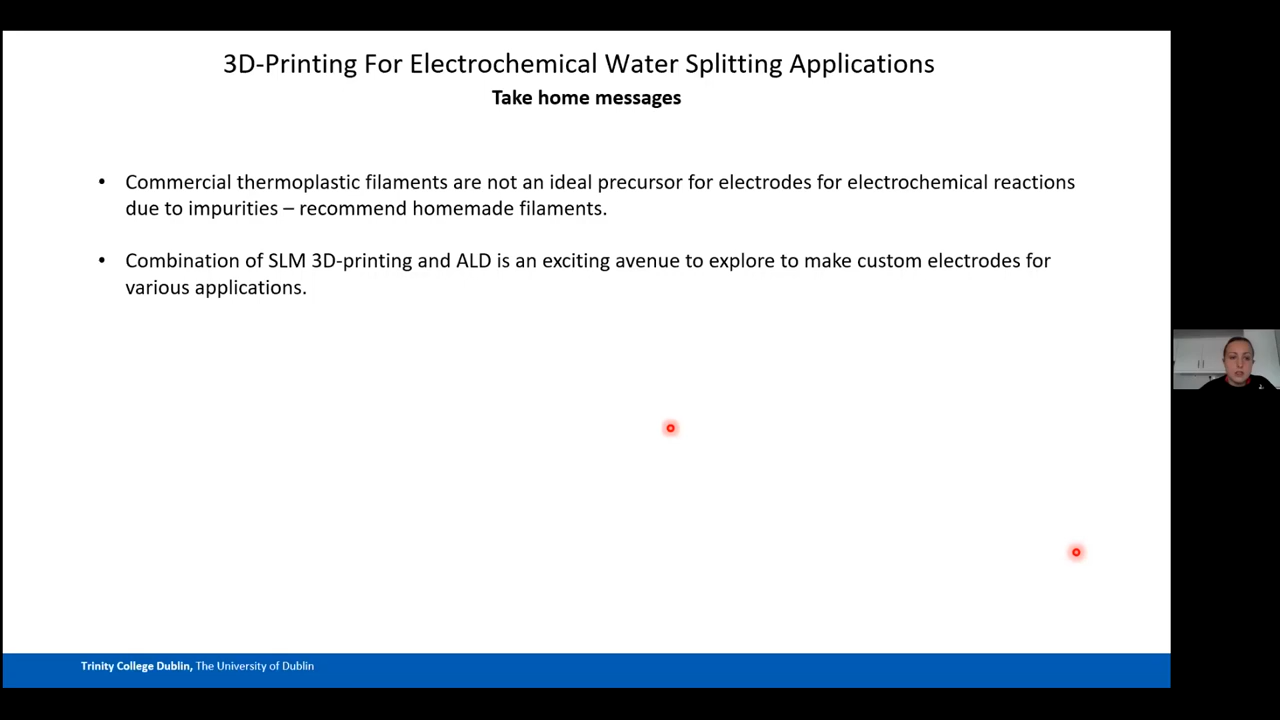 3D-Printing For Electrochemical Water Splitting Applications
Take home messages
• Commercial thermoplastic filaments are not an ideal precursor for electrodes for electrochemical reactions
due to impurities – recommend homemade filaments.
• Combination of SLM 3D-printing and ALD is an exciting avenue to explore to make custom electrodes for
various applications.
Trinity College Dublin, The University of Dublin